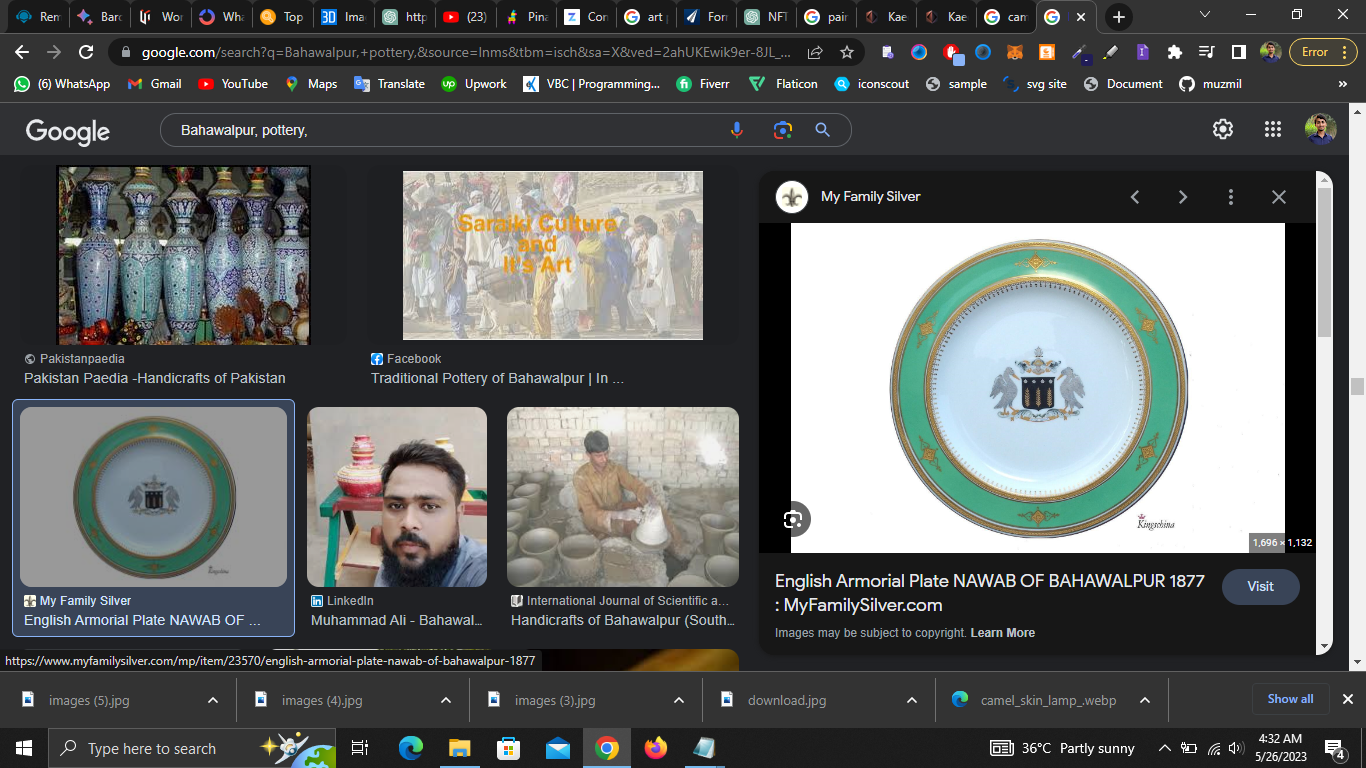 Rem
Bard
Wor
Wha
Top
Ima
http
(23)
Pina
Con
art p
Forr
NFT
pain
Kae
Kae
cam
google.com/search?q=Bahawalpur,+pottery,&source=lnms&tbm=isch&sa=X&ved=2ahUKEwik9er-8JL_...
Error
(6) WhatsApp
Gmail
YouTube
Maps
Translate
Upwork
VBC | Programming...
Fiverr
Flaticon
iconscout
sample
svg site
Document
muzmil
»
Google
Bahawalpur, pottery,
Saraiki Culture
and
It's Art
Pakistanpaedia
Pakistan Paedia -Handicrafts of Pakistan
Facebook
Traditional Pottery of Bahawalpur | In ...
My Family Silver
English Armorial Plate NAWAB OF ...
LinkedIn
Muhammad Ali - Bahawal...
International Journal of Scientific a...
Handicrafts of Bahawalpur (South...
My Family Silver
Kingschina
1,696 × 1,132
English Armorial Plate NAWAB OF BAHAWALPUR 1877
: MyFamilySilver.com
Visit
Images may be subject to copyright. Learn More
https://www.myfamilysilver.com/mp/item/23570/english-armorial-plate-nawab-of-bahawalpur-1877
images (5).jpg
images (4).jpg
images (3).jpg
download.jpg
camel_skin_lamp_.webp
Show all
Type here to search
36°C Partly sunny
4:32 AM
5/26/2023
4